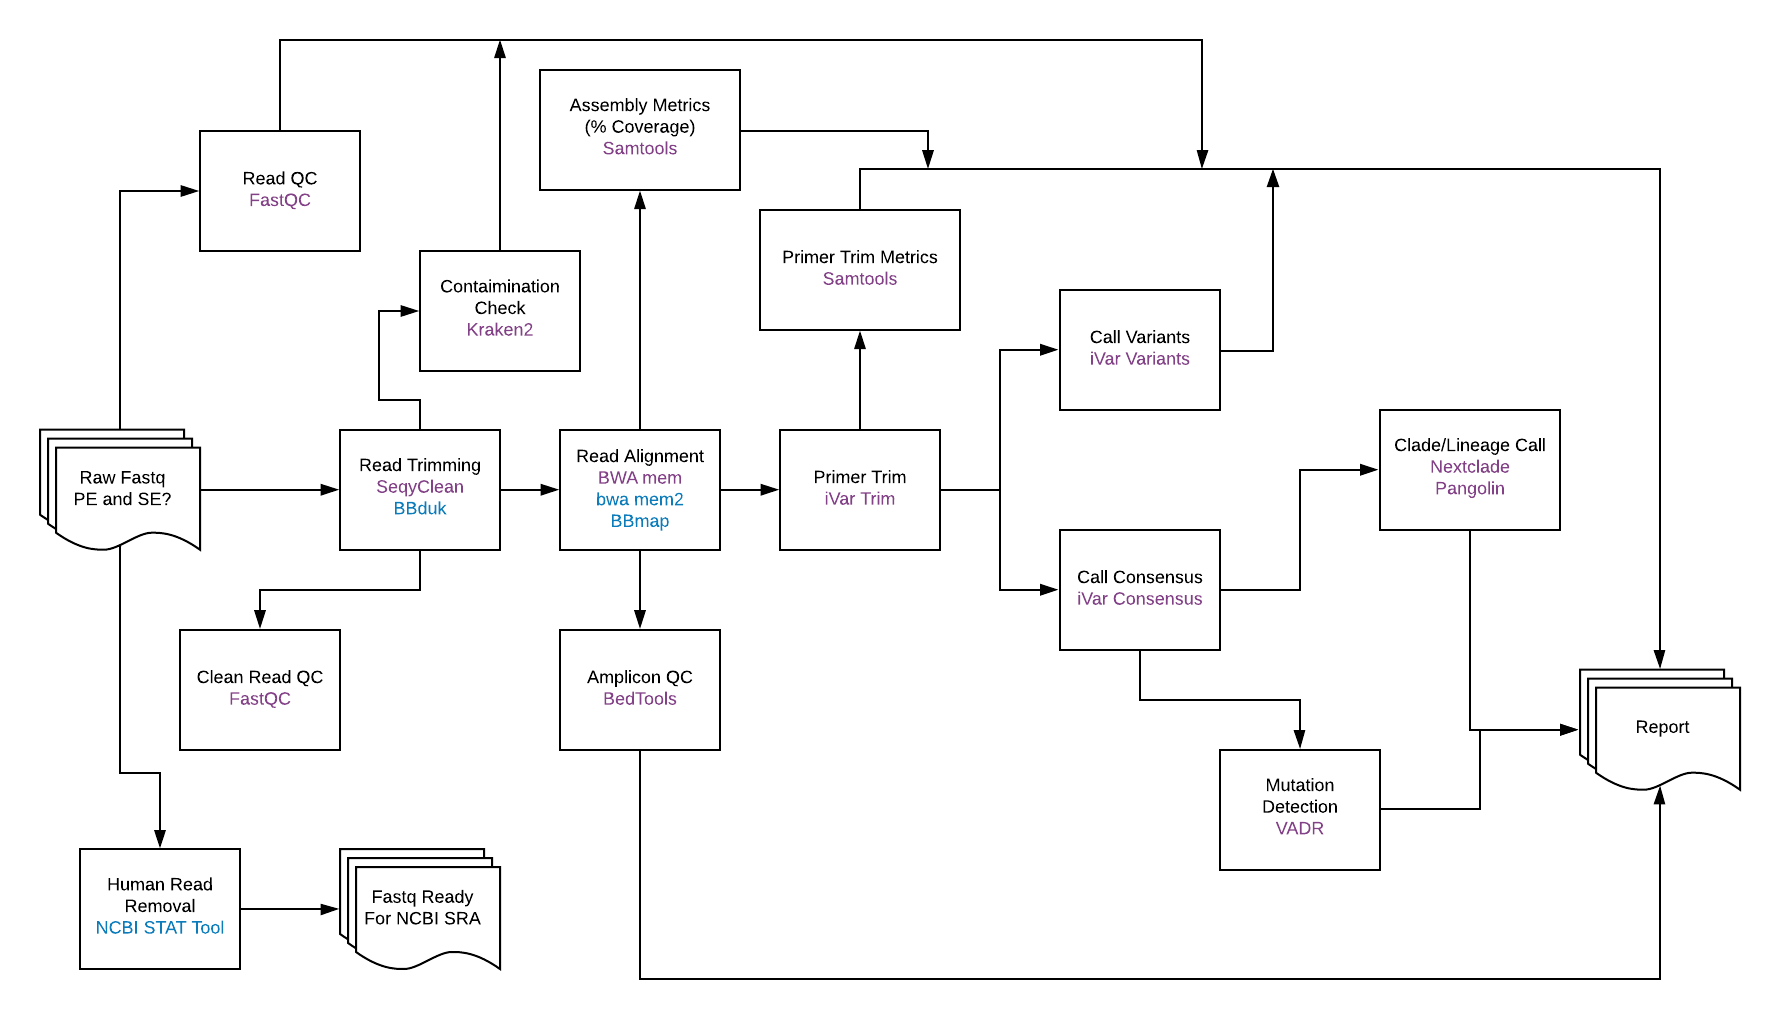 Assembly Metrics
(% Coverage)
Samtools
Read QC
FastQC
Contaimination
Check
Kraken2
Primer Trim Metrics
Samtools
Call Variants
iVar Variants
Raw Fastq
PE and SE?
Read Trimming
SeqyClean
BBduk
Read Alignment
BWA mem
bwa mem2
BBmap
Primer Trim
iVar Trim
Clade/Lineage Call
Nextclade
Pangolin
Call Consensus
iVar Consensus
Clean Read QC
FastQC
Amplicon QC
BedTools
Report
Mutation
Detection
VADR
Human Read
Removal
NCBI STAT Tool
Fastq Ready
For NCBI SRA